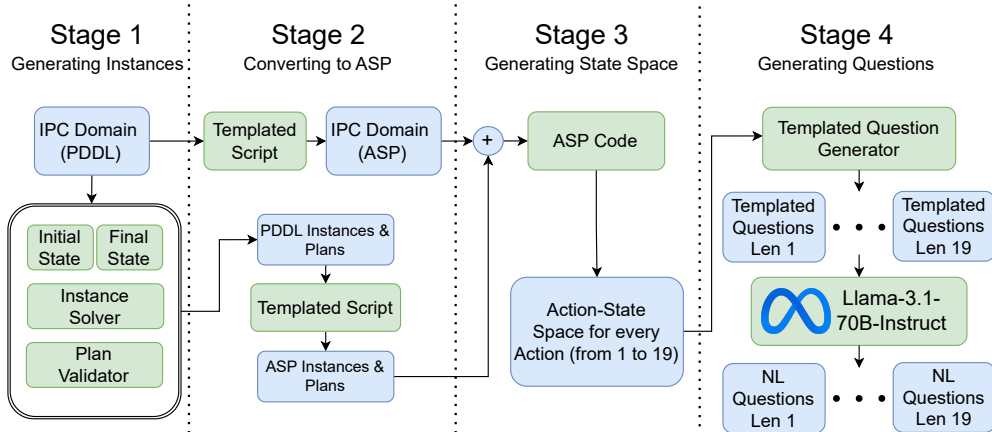 Stage 1
Generating Instances
IPC Domain
(PDDL)
Initial
State
Final
State
Instance
Solver
Plan
Validator
Stage 2
Converting to ASP
Templated
Script
IPC Domain
(ASP)
PDDL Instances &
Plans
Templated Script
ASP Instances &
Plans
Stage 3
Generating State Space
+
ASP Code
Action-State
Space for every
Action (from 1 to 19)
Stage 4
Generating Questions
Templated Question
Generator
Templated
Questions
Len 1
Templated
Questions
Len 19
Llama-3.1-
70B-Instruct
NL
Questions
Len 1
NL
Questions
Len 19